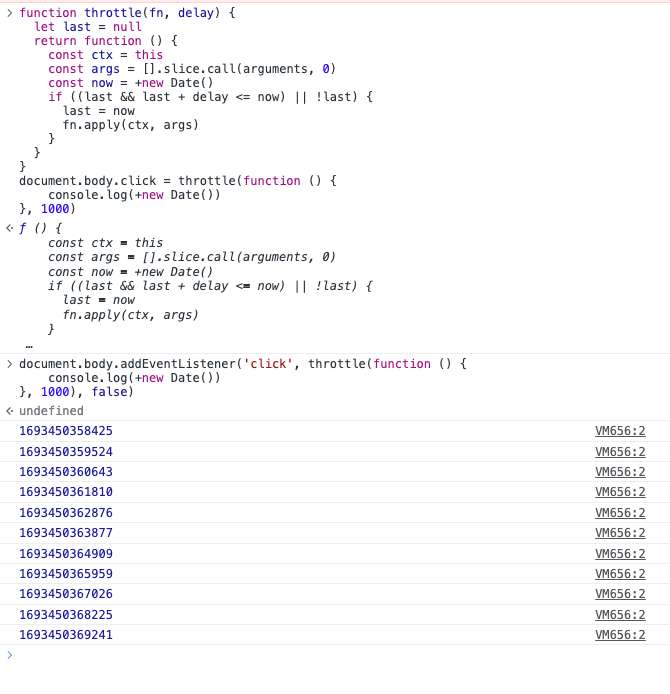 > function throttle(fn, delay) {
let last = null
return function () {
const ctx = this
const args = [].slice.call(arguments, 0)
const now = +new Date()
if ((last && last + delay <= now) || !last) {
last = now
fn.apply(ctx, args)
}
}
}
document.body.click = throttle(function () {
console.log(+new Date())
}, 1000)
ƒ () {
const ctx = this
const args = [].slice.call(arguments, 0)
const now = +new Date()
if ((last && last + delay <= now) || !last) {
last = now
fn.apply(ctx, args)
}
…
> document.body.addEventListener('click', throttle(function () {
console.log(+new Date())
}, 1000), false)
undefined
1693450358425 VM656:2
1693450359524 VM656:2
1693450360643 VM656:2
1693450361810 VM656:2
1693450362876 VM656:2
1693450363877 VM656:2
1693450364909 VM656:2
1693450365959 VM656:2
1693450367026 VM656:2
1693450368225 VM656:2
1693450369241 VM656:2
>